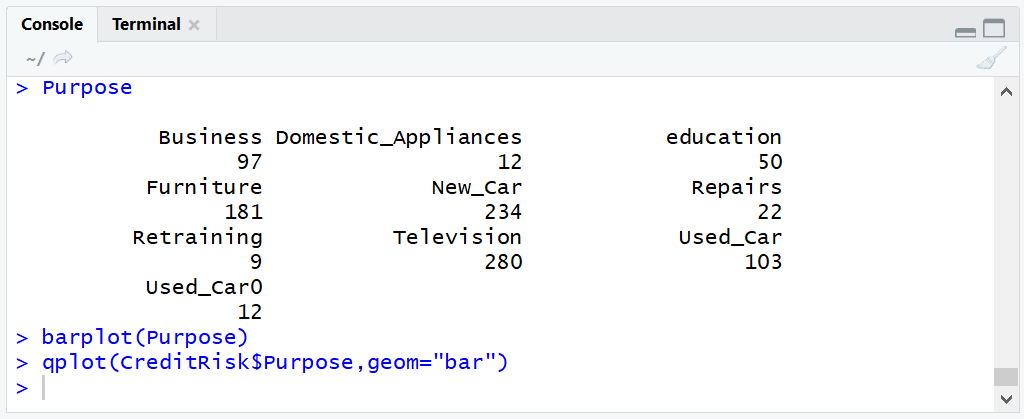 Console Terminal
~/
> Purpose
Business Domestic_Appliances education
97 12 50
Furniture New_Car Repairs
181 234 22
Retraining Television Used_Car
9 280 103
Used_Car0
12
> barplot(Purpose)
> qplot(CreditRisk$Purpose,geom="bar")
>